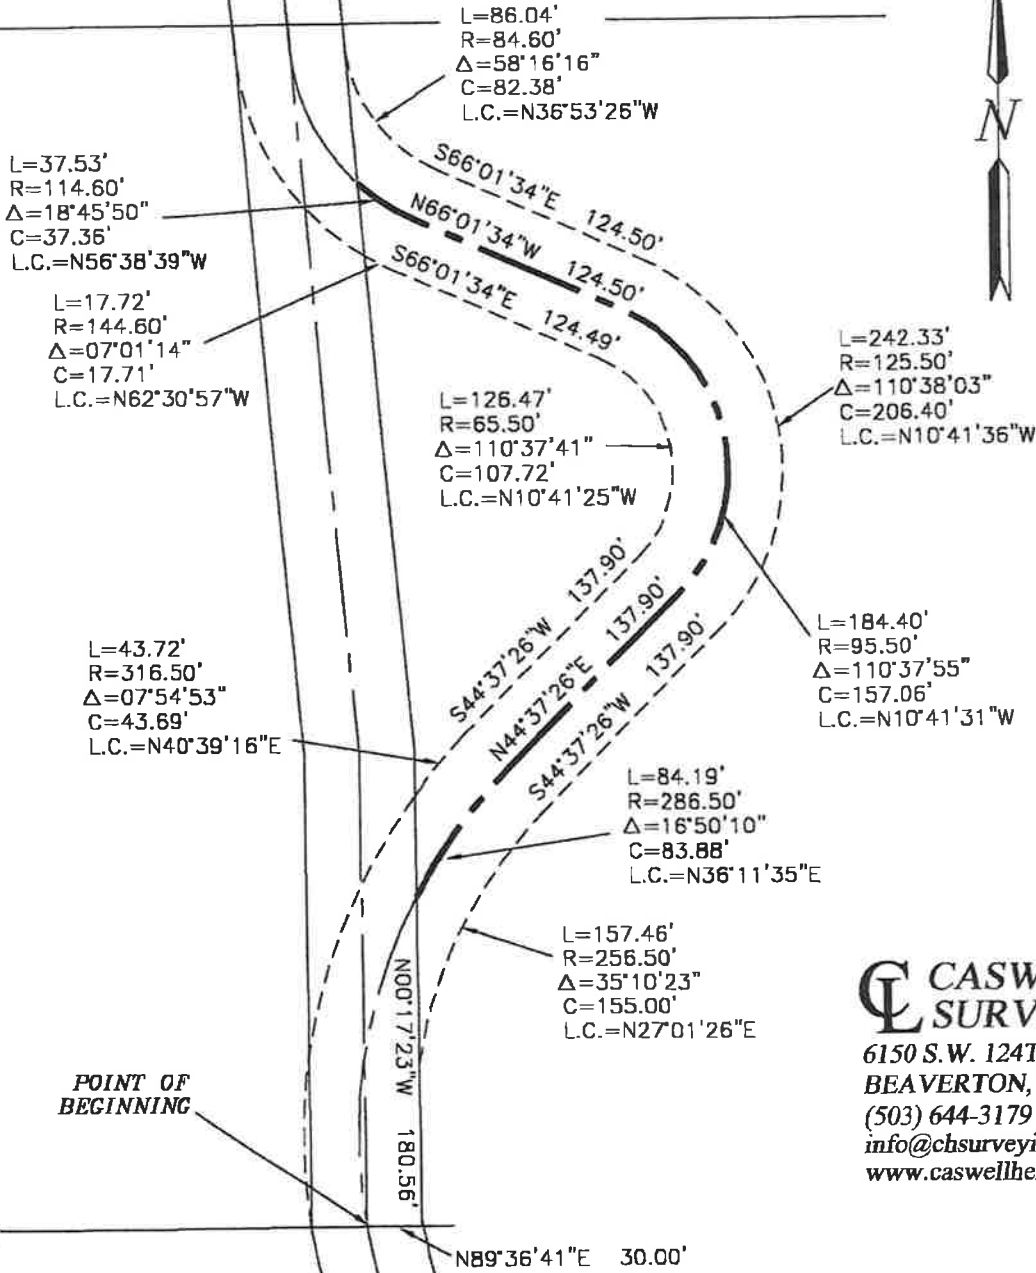 L=86.04'
R=84.60'
Δ=58°16'16"
C=82.38'
L.C.=N36°53'26"W
N
L=37.53'
R=114.60'
Δ=18°45'50"
C=37.36'
L.C.=N56°38'39"W
S66°01'34"E 124.50'
N66°01'34"W 124.50'
S66°01'34"E 124.49'
L=17.72'
R=144.60'
Δ=07°01'14"
C=17.71'
L.C.=N62°30'57"W
L=242.33'
R=125.50'
Δ=110°38'03"
C=206.40'
L.C.=N10°41'36"W
L=126.47'
R=65.50'
Δ=110°37'41"
C=107.72'
L.C.=N10°41'25"W
S44°37'26"W 137.90'
N44°37'26"E 137.90'
S44°37'26"W 137.90'
L=184.40'
R=95.50'
Δ=110°37'55"
C=157.06'
L.C.=N10°41'31"W
L=43.72'
R=316.50'
Δ=07°54'53"
C=43.69'
L.C.=N40°39'16"E
L=84.19'
R=286.50'
Δ=16°50'10"
C=83.88'
L.C.=N36°11'35"E
L=157.46'
R=256.50'
Δ=35°10'23"
C=155.00'
L.C.=N27°01'26"E
N00°17'23"W 180.56'
POINT OF
BEGINNING
N89°36'41"E 30.00'
CL CASW
SURV
6150 S.W. 124T
BEAVERTON,
(503) 644-3179
info@chsurveyi
www.caswellhe